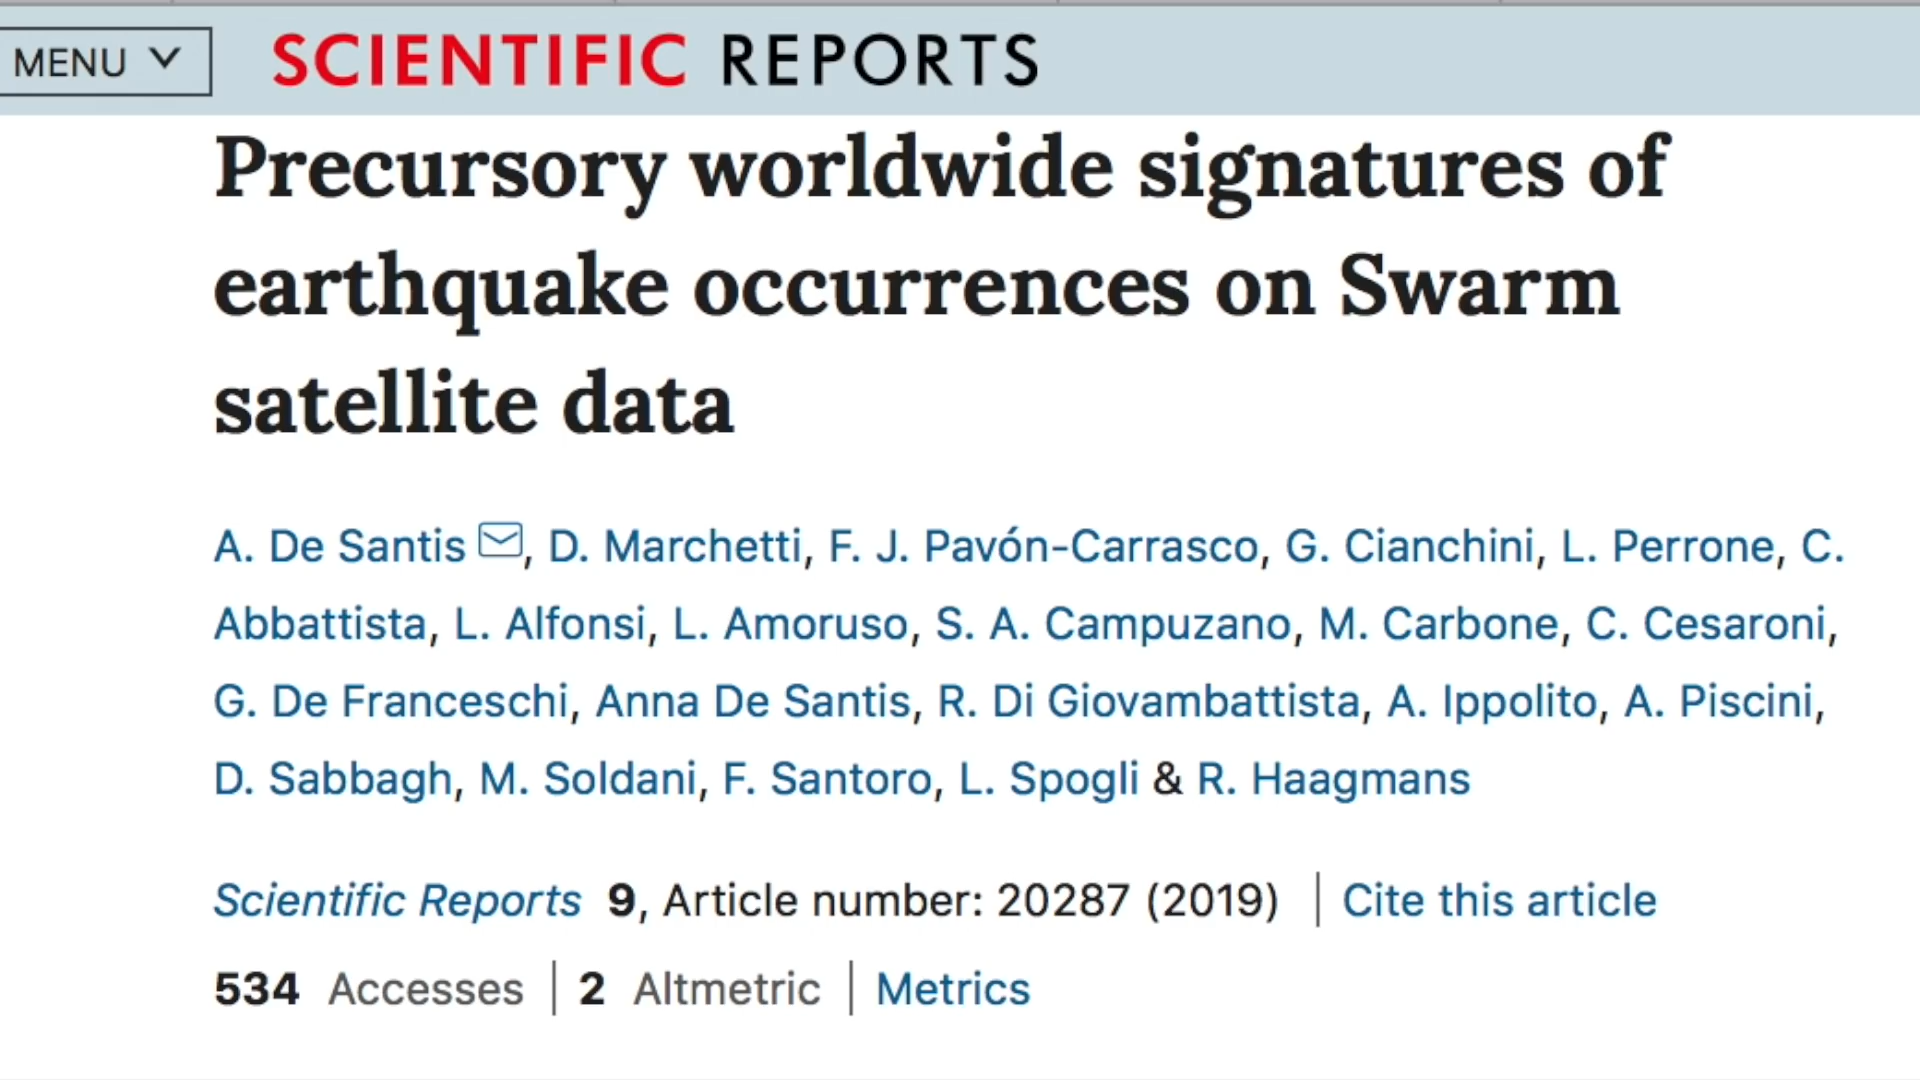 MENU
SCIENTIFIC REPORTS
Precursory worldwide signatures of
earthquake occurrences on Swarm
satellite data
A. De Santis, D. Marchetti, F. J. Pavón-Carrasco, G. Cianchini, L. Perrone, C.
Abbattista, L. Alfonsi, L. Amoruso, S. A. Campuzano, M. Carbone, C. Cesaroni,
G. De Franceschi, Anna De Santis, R. Di Giovambattista, A. Ippolito, A. Piscini,
D. Sabbagh, M. Soldani, F. Santoro, L. Spogli & R. Haagmans
Scientific Reports 9, Article number: 20287 (2019) | Cite this article
534 Accesses | 2 Altmetric | Metrics